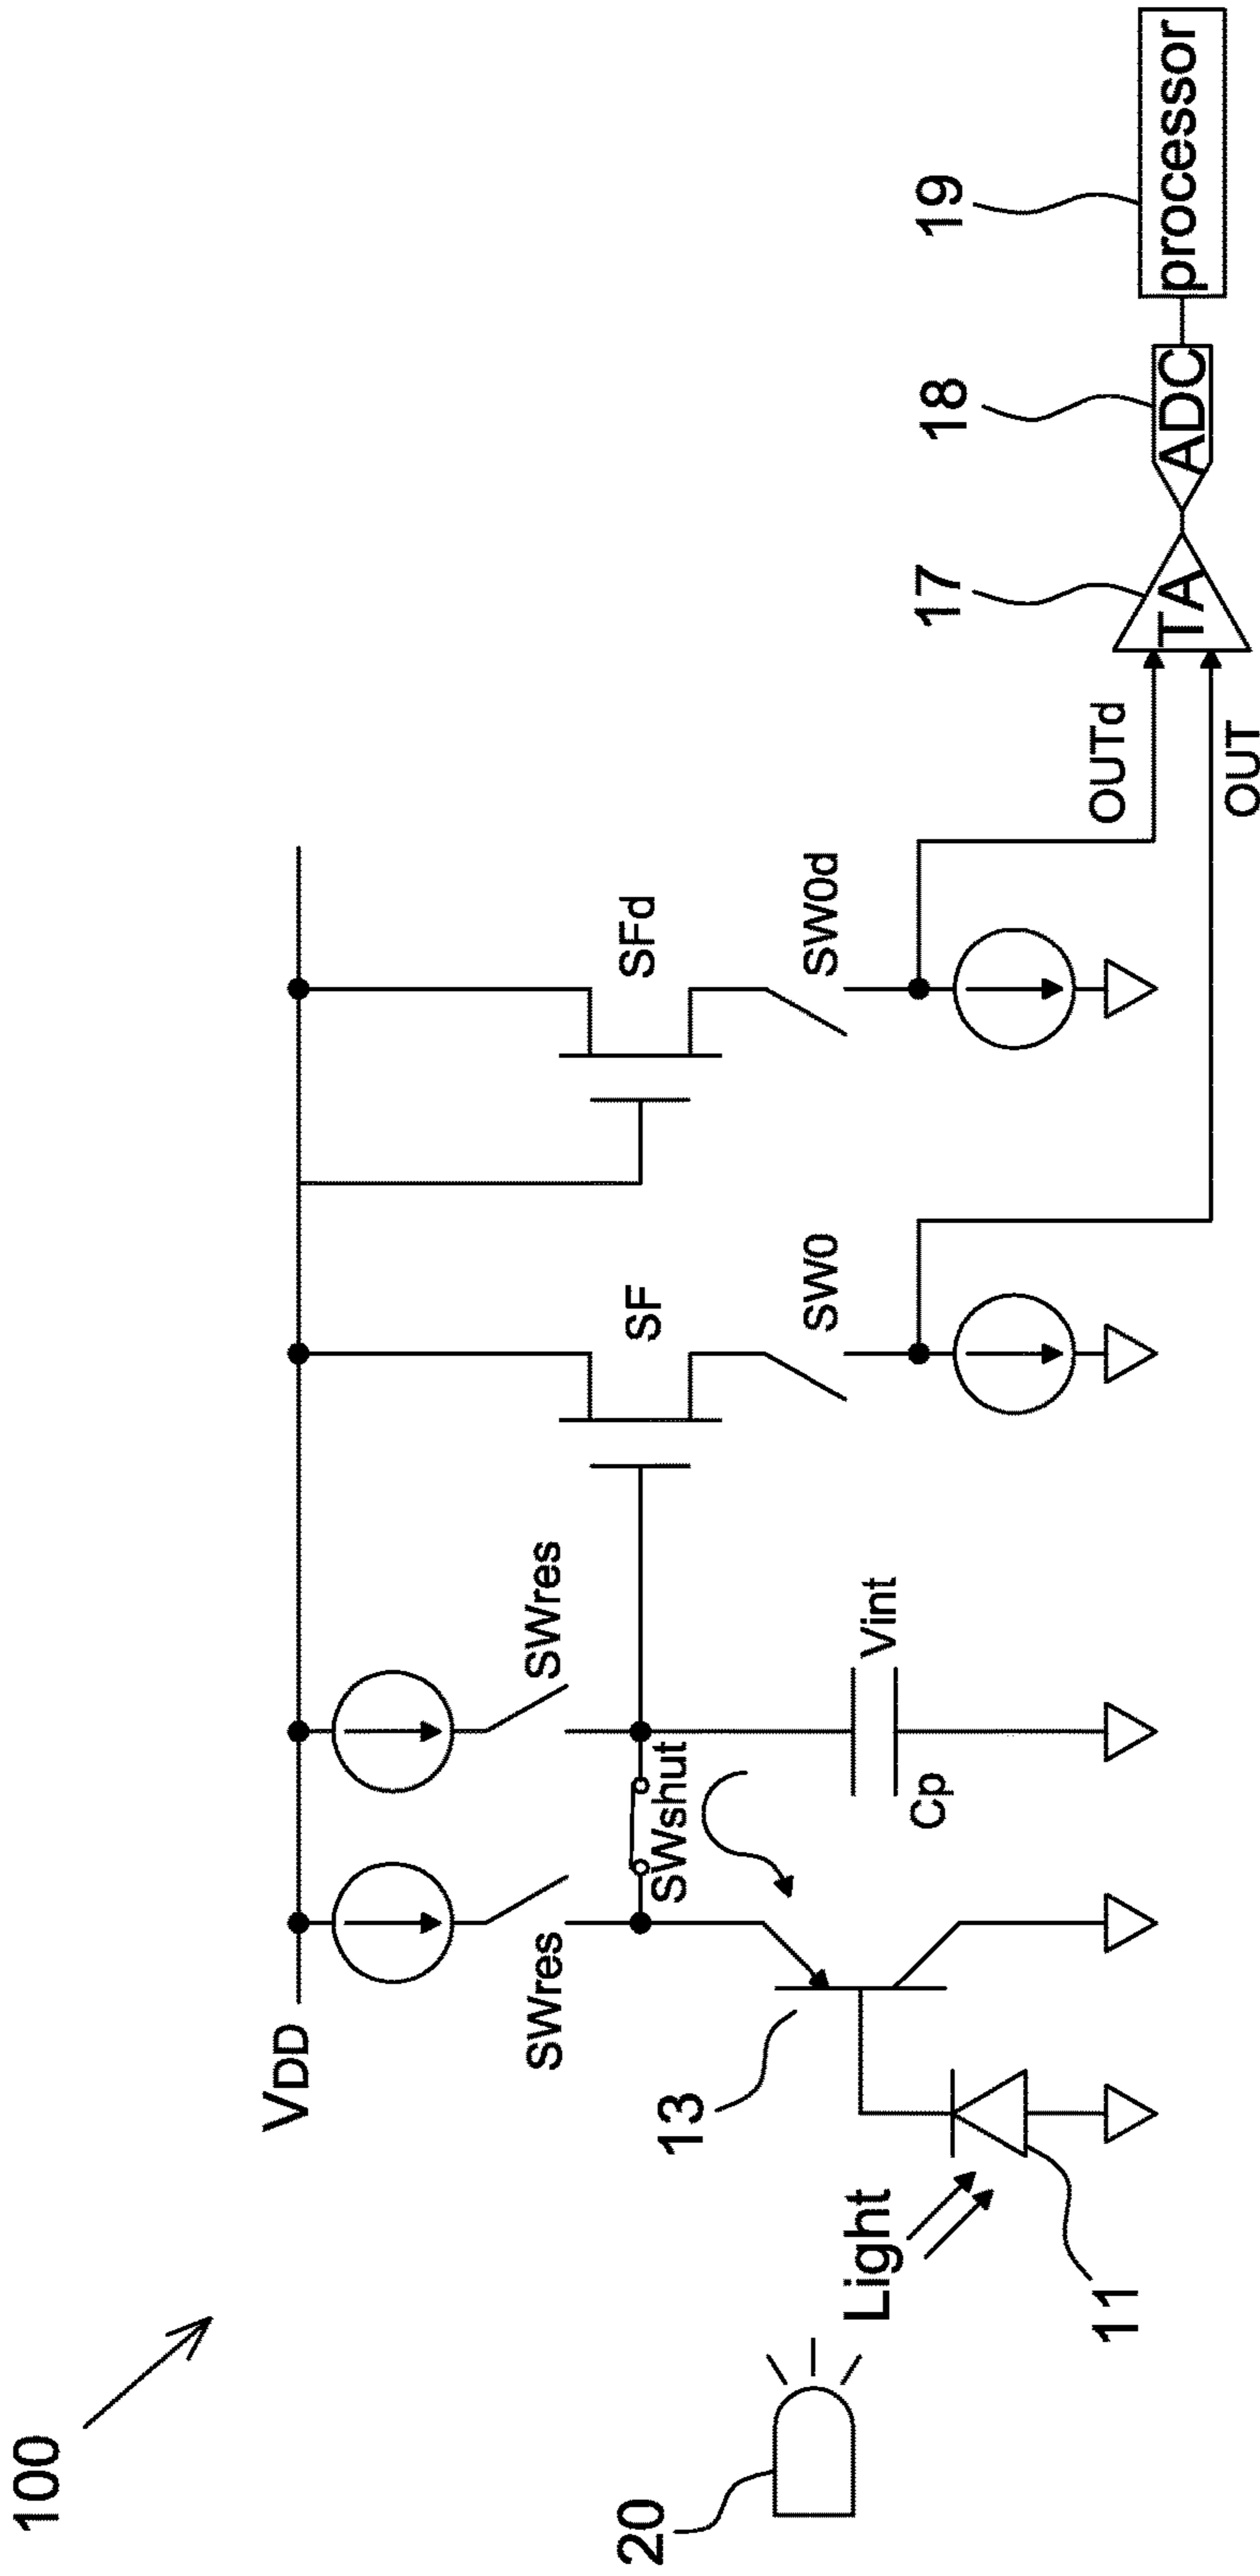 100
VDD
SWres
SWres
SWshut
SF
SFd
SW0
SW0d
13
Vint
Cp
Light
20
11
OUTd
OUT
17
TA
18
ADC
19
processor